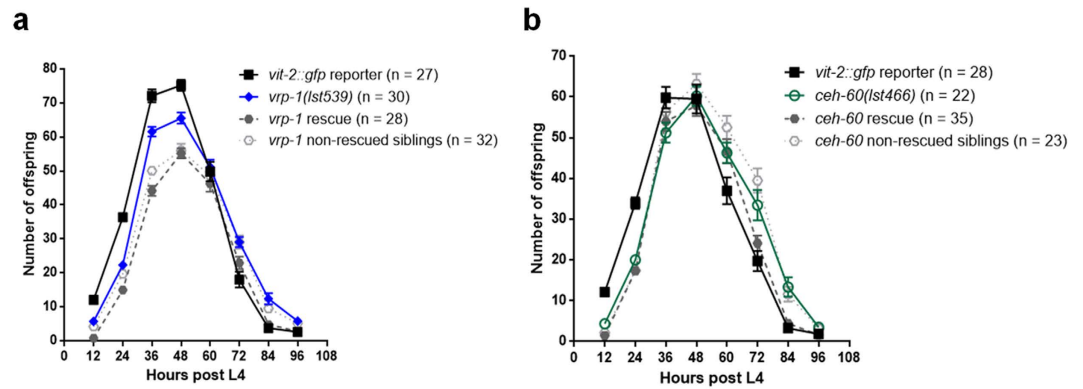 a
80
70
60
50
40
30
20
10
0
Number of offspring
0 12 24 36 48 60 72 84 96 108
Hours post L4
vit-2::gfp reporter (n = 27)
vrp-1(lst539) (n = 30)
vrp-1 rescue (n = 28)
vrp-1 non-rescued siblings (n = 32)
b
70
60
50
40
30
20
10
0
Number of offspring
0 12 24 36 48 60 72 84 96 108
Hours post L4
vit-2::gfp reporter (n = 28)
ceh-60(lst466) (n = 22)
ceh-60 rescue (n = 35)
ceh-60 non-rescued siblings (n = 23)